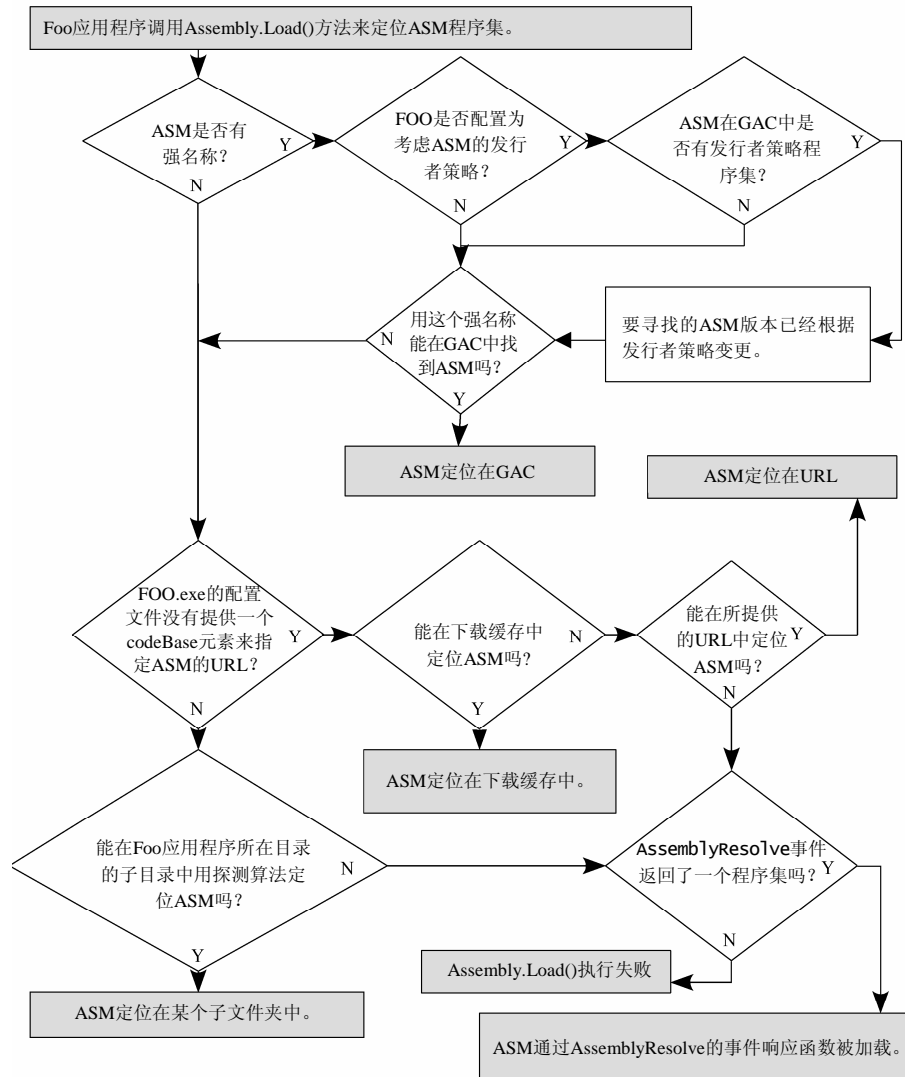 Foo应用程序调用Assembly.Load()方法来定位ASM程序集。
ASM是否有
强名称？
Y
N
FOO是否配置为
考虑ASM的发行
者策略？
Y
N
ASM在GAC中是
否有发行者策略程
序集？
Y
N
用这个强名称
能在GAC中找
到ASM吗？
N
Y
要寻找的ASM版本已经根据
发行者策略变更。
ASM定位在GAC
ASM定位在URL
FOO.exe的配置
文件没有提供一个
codeBase元素来指
定ASM的URL？
Y
N
能在下载缓存中
定位ASM吗?
N
Y
能在所提供
的URL中定位
ASM吗？
Y
N
ASM定位在下载缓存中。
能在Foo应用程序所在目录
的子目录中用探测算法定
位ASM吗？
N
Y
AssemblyResolve事件
返回了一个程序集吗？
Y
N
Assembly.Load()执行失败
ASM定位在某个子文件夹中。
ASM通过AssemblyResolve的事件响应函数被加载。